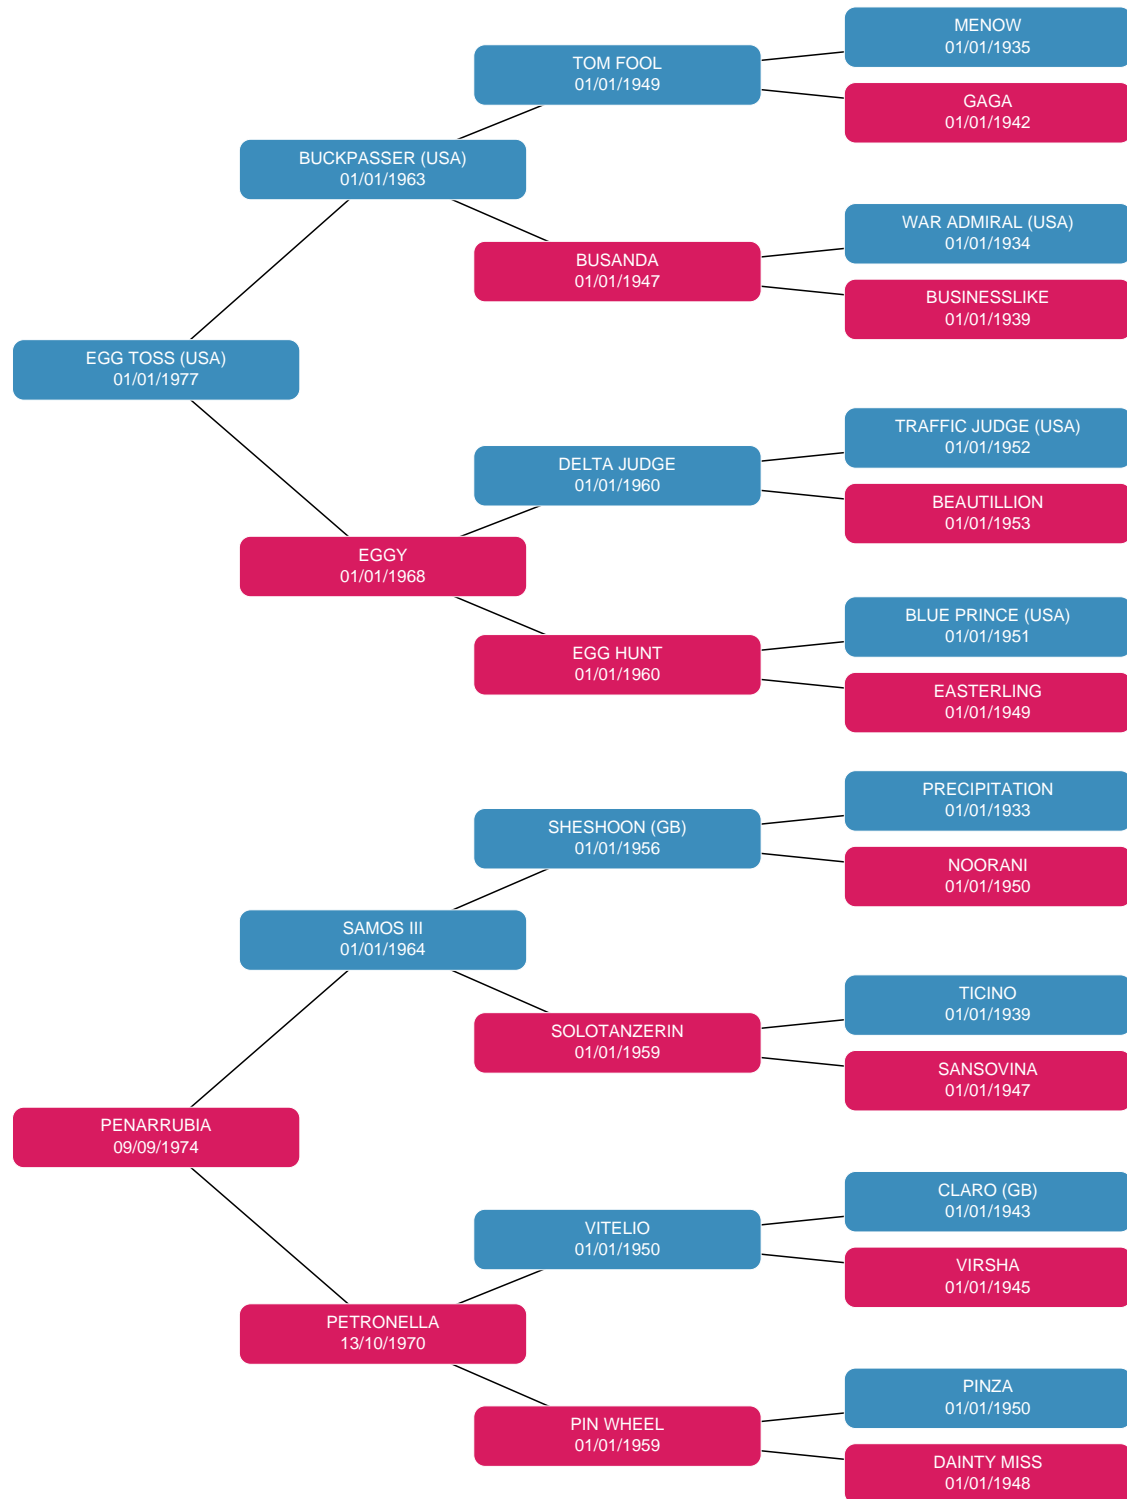 MENOW
01/01/1935
TOM FOOL
01/01/1949
GAGA
01/01/1942
BUCKPASSER (USA)
01/01/1963
WAR ADMIRAL (USA)
01/01/1934
BUSANDA
01/01/1947
BUSINESSLIKE
01/01/1939
EGG TOSS (USA)
01/01/1977
TRAFFIC JUDGE (USA)
01/01/1952
DELTA JUDGE
01/01/1960
BEAUTILLION
01/01/1953
EGGY
01/01/1968
BLUE PRINCE (USA)
01/01/1951
EGG HUNT
01/01/1960
EASTERLING
01/01/1949
PRECIPITATION
01/01/1933
SHESHOON (GB)
01/01/1956
NOORANI
01/01/1950
SAMOS III
01/01/1964
TICINO
01/01/1939
SOLOTANZERIN
01/01/1959
SANSOVINA
01/01/1947
PENARRUBIA
09/09/1974
CLARO (GB)
01/01/1943
VITELIO
01/01/1950
VIRSHA
01/01/1945
PETRONELLA
13/10/1970
PINZA
01/01/1950
PIN WHEEL
01/01/1959
DAINTY MISS
01/01/1948